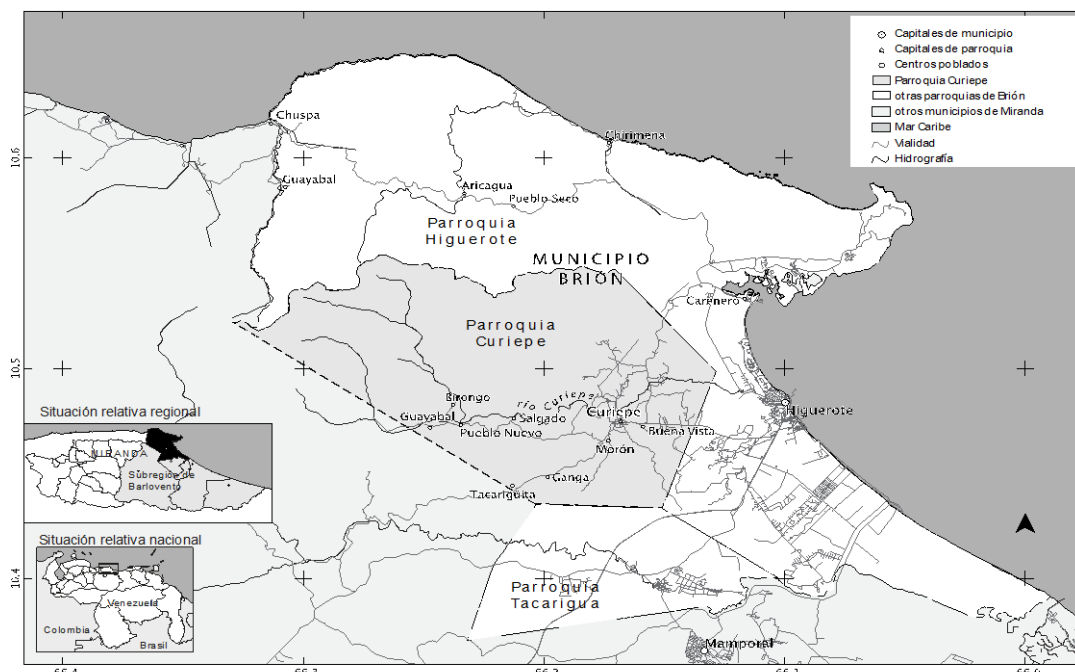 Capitales de municipio
Capitales de parroquia
Centros poblados
Parroquia Curiepe
otras parroquias de Brión
otros municipios de Miranda
Mar Caribe
Vialidad
Hidrografía
Chuspa
Chirimena
10.6
Guayabal
Aricagua
Pueblo Seco
Parroquia
Higuerote
MUNICIPIO
BRIÓN
Carenero
Parroquia
Curiepe
10.5
Birongo
río Curiepe
Situación relativa regional
Guayabal
Salgado
Curiepe
Higuerote
Pueblo Nuevo
Buena Vista
MIRANDA
Morón
Subregión de
Barlovento
Ganga
Tacarigüita
Situación relativa nacional
10.4
Parroquia
Tacarigua
Venezuela
Colombia
Brasil
Mamporal